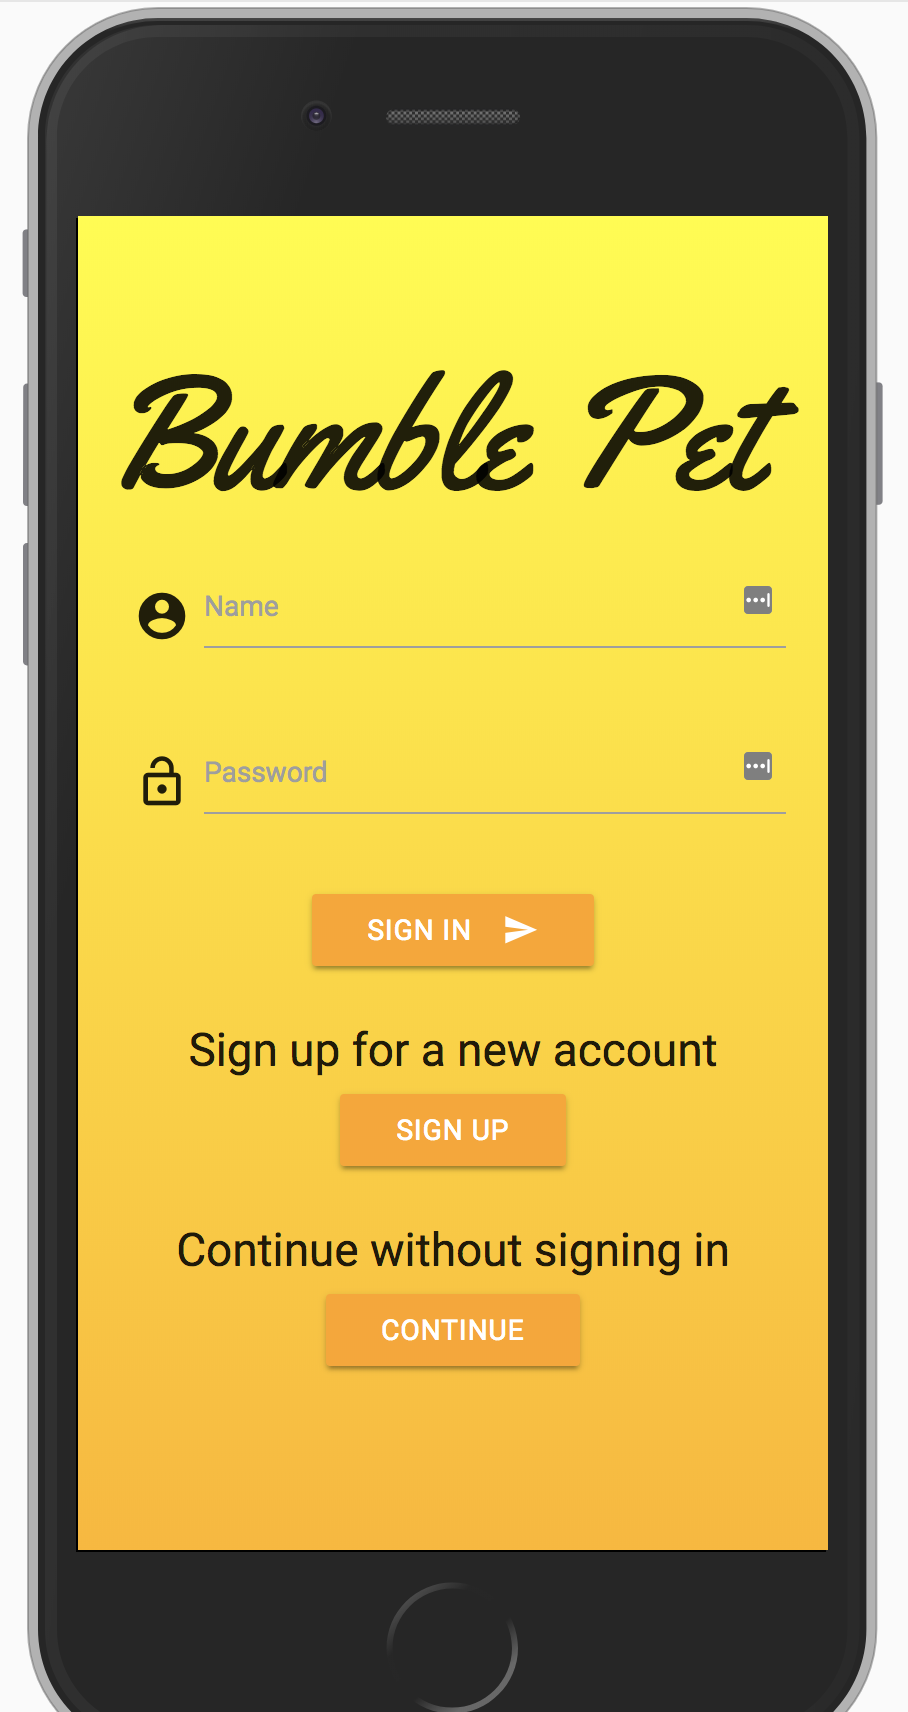 Bumble Pet
Name
Password
SIGN IN
Sign up for a new account
SIGN UP
Continue without signing in
CONTINUE